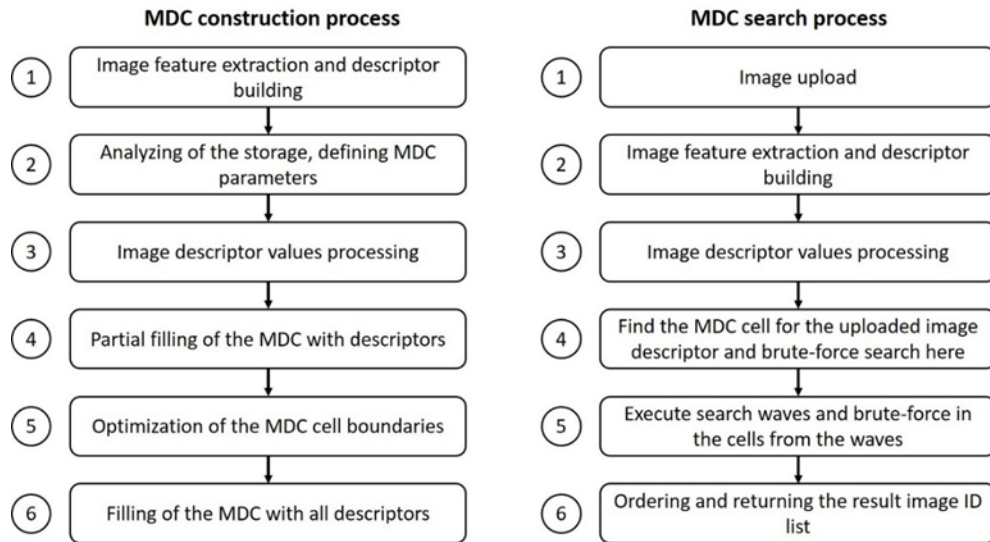 MDC construction process
1
Image feature extraction and descriptor
building
2
Analyzing of the storage, defining MDC
parameters
3
Image descriptor values processing
4
Partial filling of the MDC with descriptors
5
Optimization of the MDC cell boundaries
6
Filling of the MDC with all descriptors
MDC search process
1
Image upload
2
Image feature extraction and descriptor
building
3
Image descriptor values processing
4
Find the MDC cell for the uploaded image
descriptor and brute-force search here
5
Execute search waves and brute-force in
the cells from the waves
6
Ordering and returning the result image ID
list